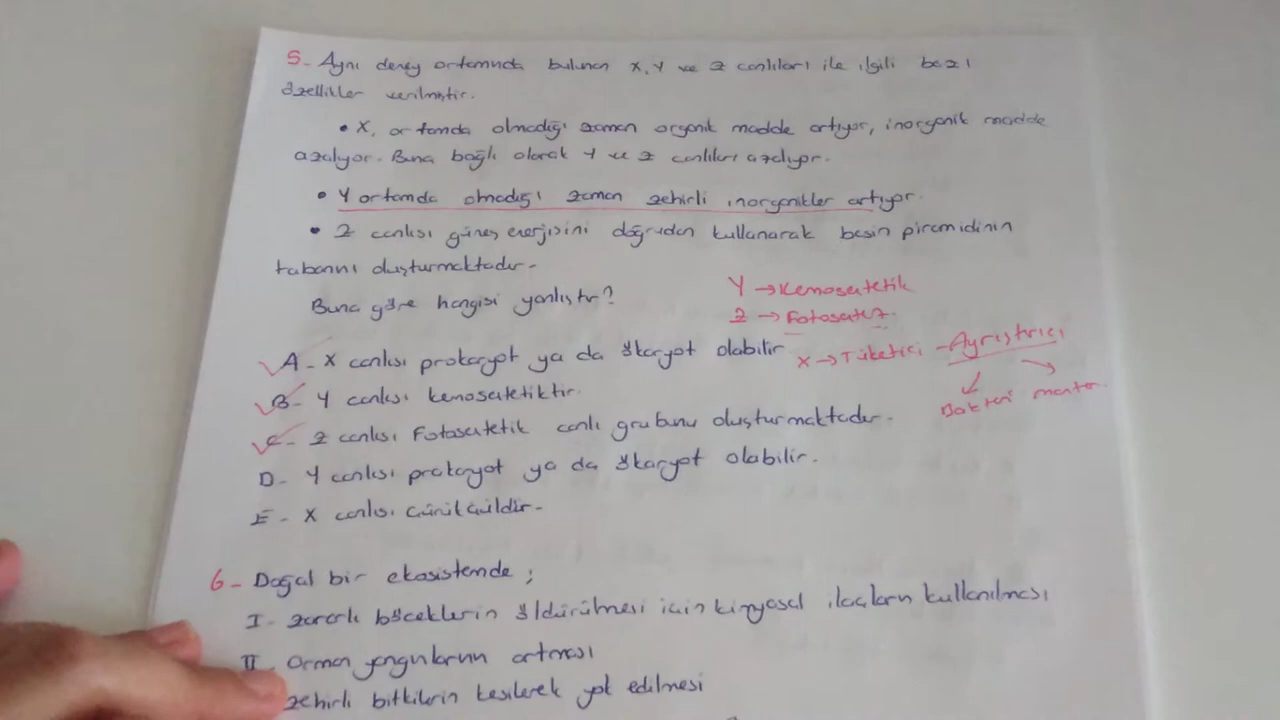 5- Aynı deney ortamında bulunan X, Y ve Z canlıları ile ilgili bazı
özellikler verilmiştir.
• X, ortamda olmadığı zaman organik madde artıyor, inorganik madde
azalıyor. Buna bağlı olarak Y ve Z canlıları azalıyor.
• Y ortamda olmadığı zaman zehirli inorganikler artıyor.
• Z canlısı güneş enerjisini doğrudan kullanarak besin piramidinin
tabanını oluşturmaktadır.
Buna göre hangisi yanlıştır?
Y → Kemosentetik
Z → Fotosentez
X → Tüketici - Ayrıştırıcı
Bakteri mantar
A- X canlısı prokaryot ya da ökaryot olabilir
B- Y canlısı kemosentetiktir.
C- Z canlısı Fotosentetik canlı grubunu oluşturmaktadır.
D- Y canlısı prokaryot ya da ökaryot olabilir.
E- X canlısı Çürükçüldür.
6- Doğal bir ekosistemde;
I- zararlı böceklerin öldürülmesi için kimyasal ilaçların kullanılması
II- Orman yangınlarının artması
zehirli bitkilerin kesilerek yok edilmesi